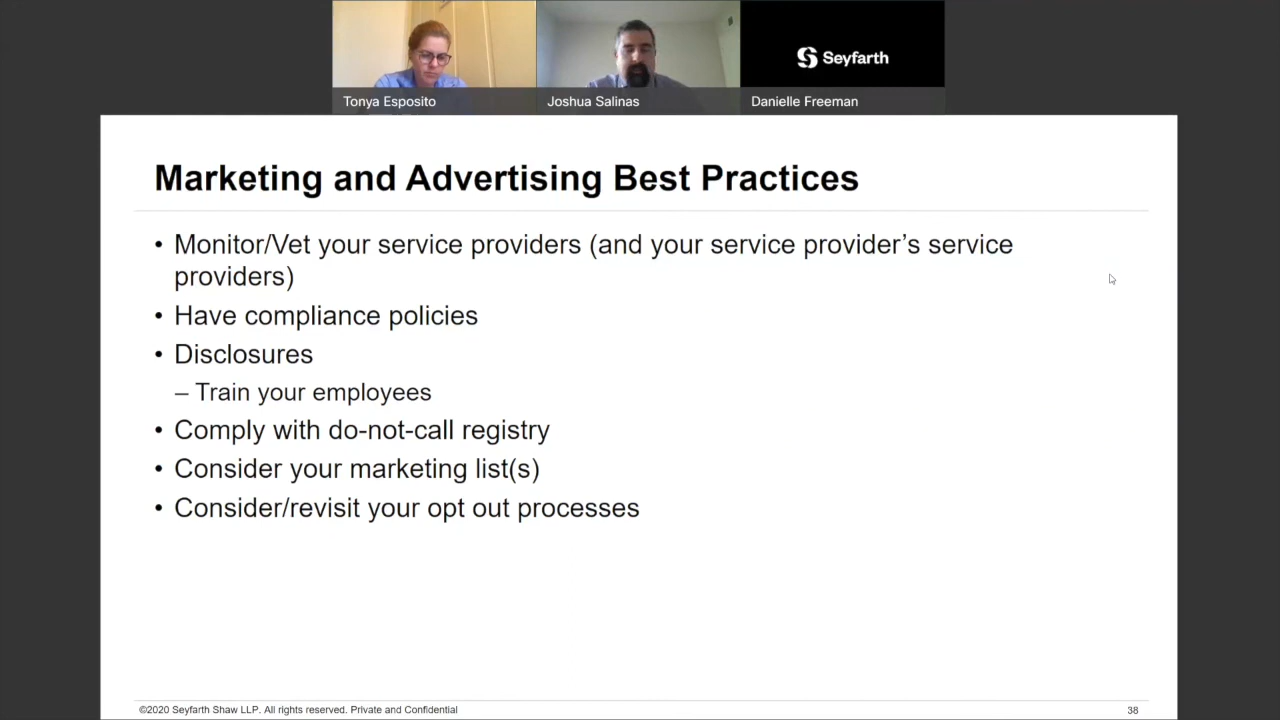 Seyfarth
Tonya Esposito
Joshua Salinas
Danielle Freeman
Marketing and Advertising Best Practices
• Monitor/Vet your service providers (and your service provider’s service
providers)
• Have compliance policies
• Disclosures
– Train your employees
• Comply with do-not-call registry
• Consider your marketing list(s)
• Consider/revisit your opt out processes
©2020 Seyfarth Shaw LLP. All rights reserved. Private and Confidential
38